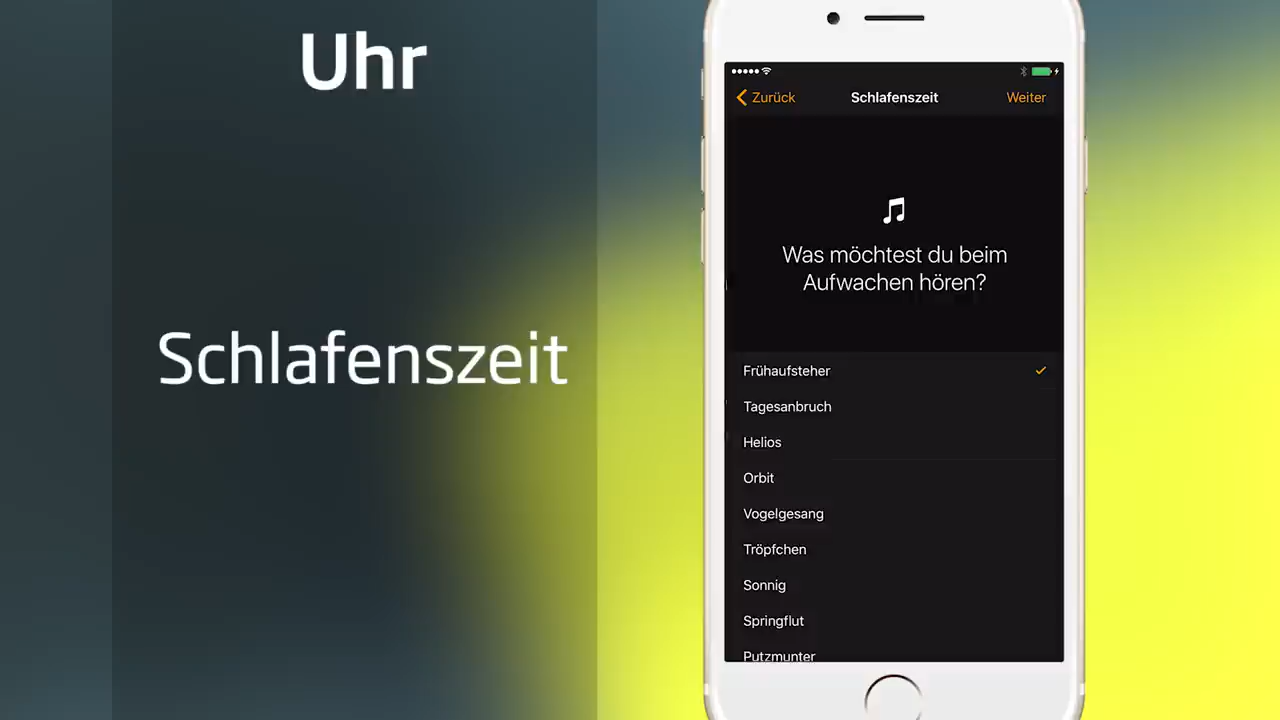 Uhr
Schlafenszeit
Zurück
Schlafenszeit
Weiter
Was möchtest du beim
Aufwachen hören?
Frühaufsteher
Tagesanbruch
Helios
Orbit
Vogelgesang
Tröpfchen
Sonnig
Springflut
Putzmunter